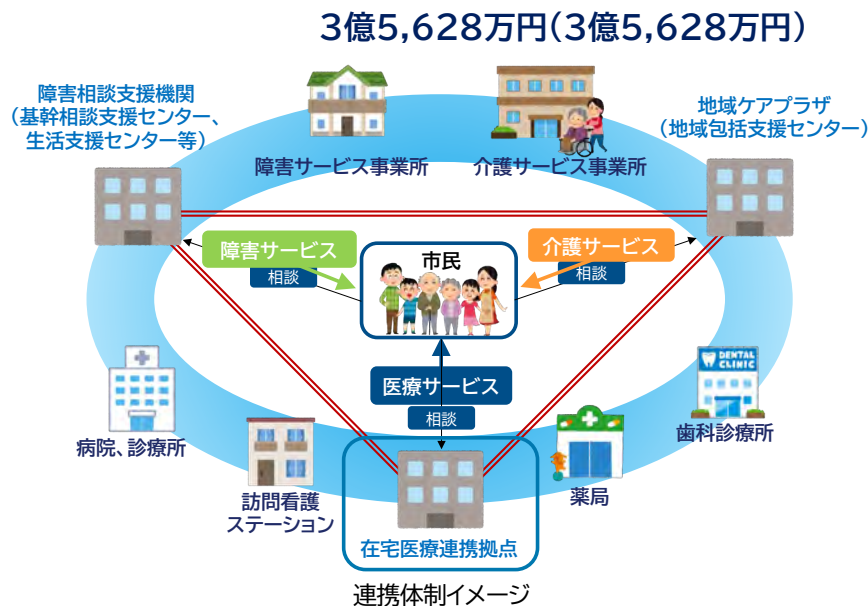 3億5,628万円(3億5,628万円)
障害相談支援機関
(基幹相談支援センター、
生活支援センター等)
地域ケアプラザ
(地域包括支援センター)
障害サービス事業所
介護サービス事業所
障害サービス
相談
市民
介護サービス
相談
医療サービス
相談
DENTAL
CLINIC
病院、診療所
歯科診療所
訪問看護
ステーション
薬局
在宅医療連携拠点
連携体制イメージ